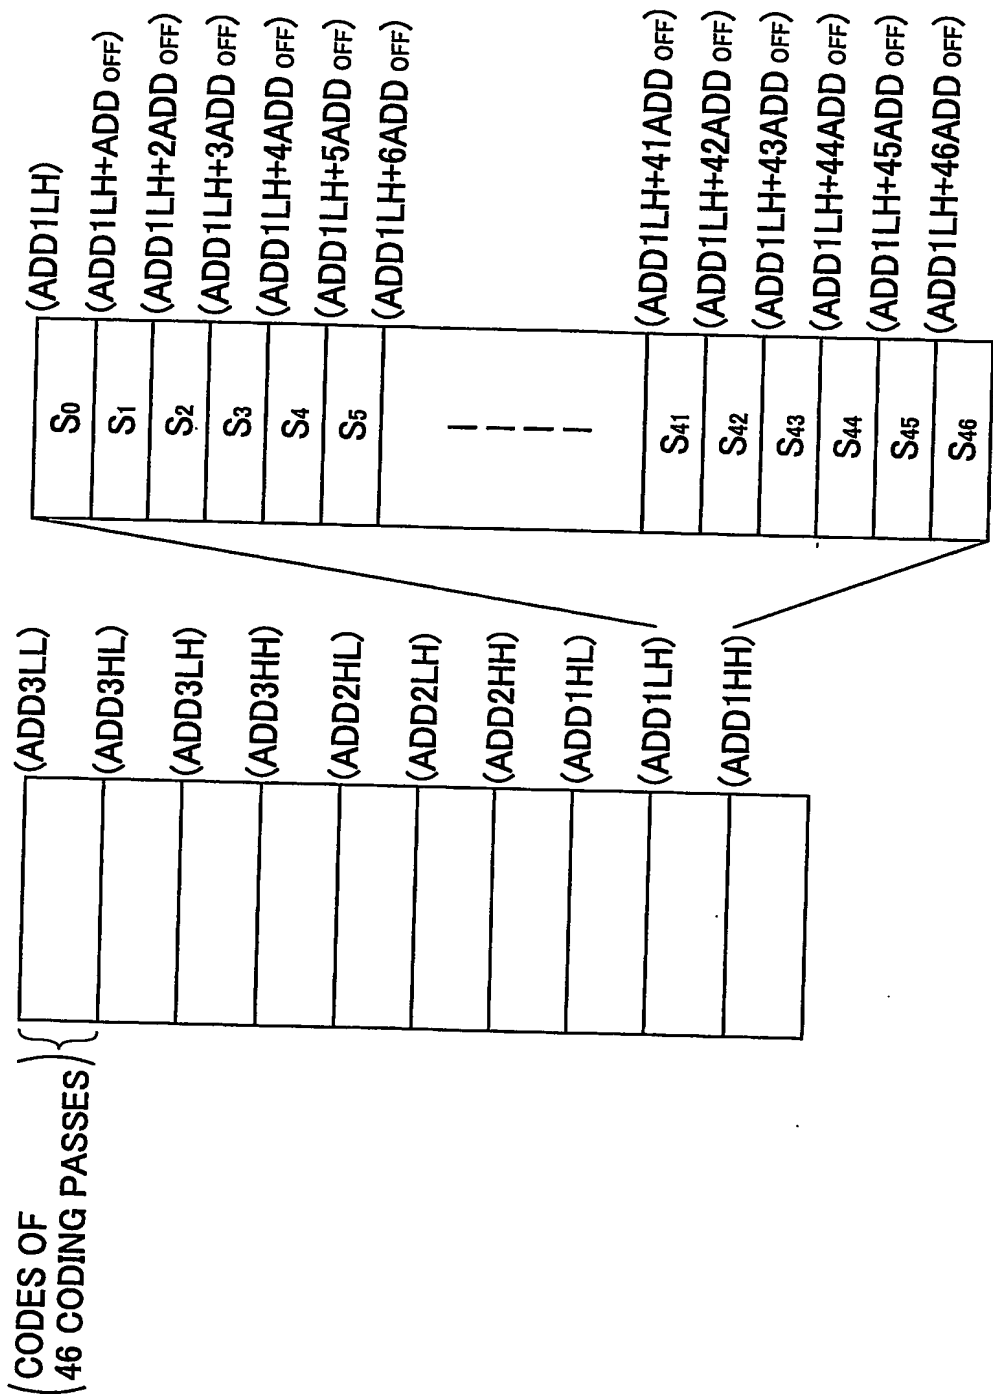 (CODES OF
46 CODING PASSES)
(ADD3LL)
(ADD3HL)
(ADD3LH)
(ADD3HH)
(ADD2HL)
(ADD2LH)
(ADD2HH)
(ADD1HL)
(ADD1LH)
(ADD1HH)
S0 (ADD1LH)
S1 (ADD1LH+ADD OFF)
S2 (ADD1LH+2ADD OFF)
S3 (ADD1LH+3ADD OFF)
S4 (ADD1LH+4ADD OFF)
S5 (ADD1LH+5ADD OFF)
(ADD1LH+6ADD OFF)
S41 (ADD1LH+41ADD OFF)
S42 (ADD1LH+42ADD OFF)
S43 (ADD1LH+43ADD OFF)
S44 (ADD1LH+44ADD OFF)
S45 (ADD1LH+45ADD OFF)
S46 (ADD1LH+46ADD OFF)